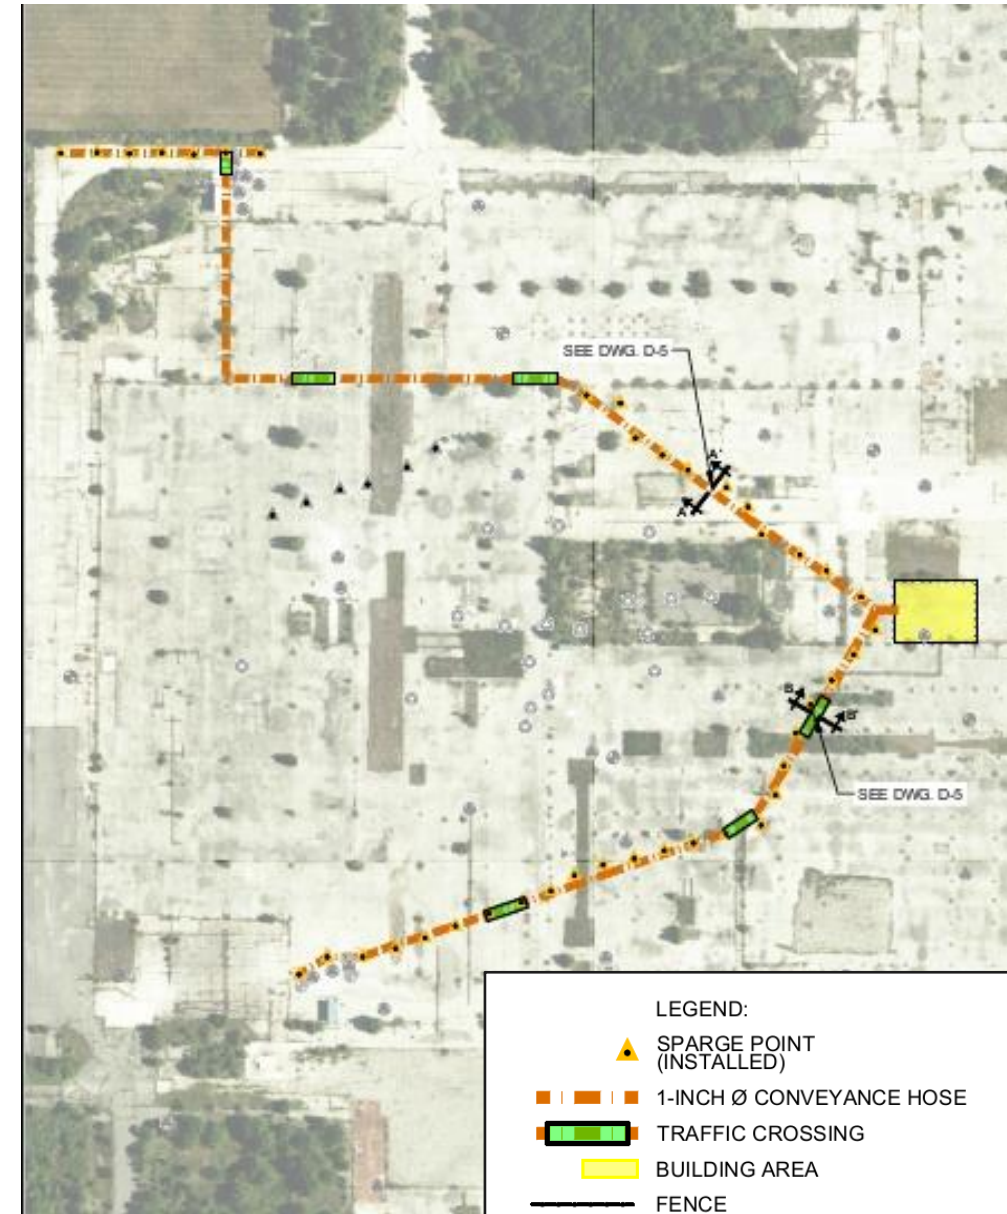 SEE DWG. D-5
A'
A
B
B'
SEE DWG. D-5
LEGEND:
SPARGE POINT
(INSTALLED)
1-INCH Ø CONVEYANCE HOSE
TRAFFIC CROSSING
BUILDING AREA
FENCE